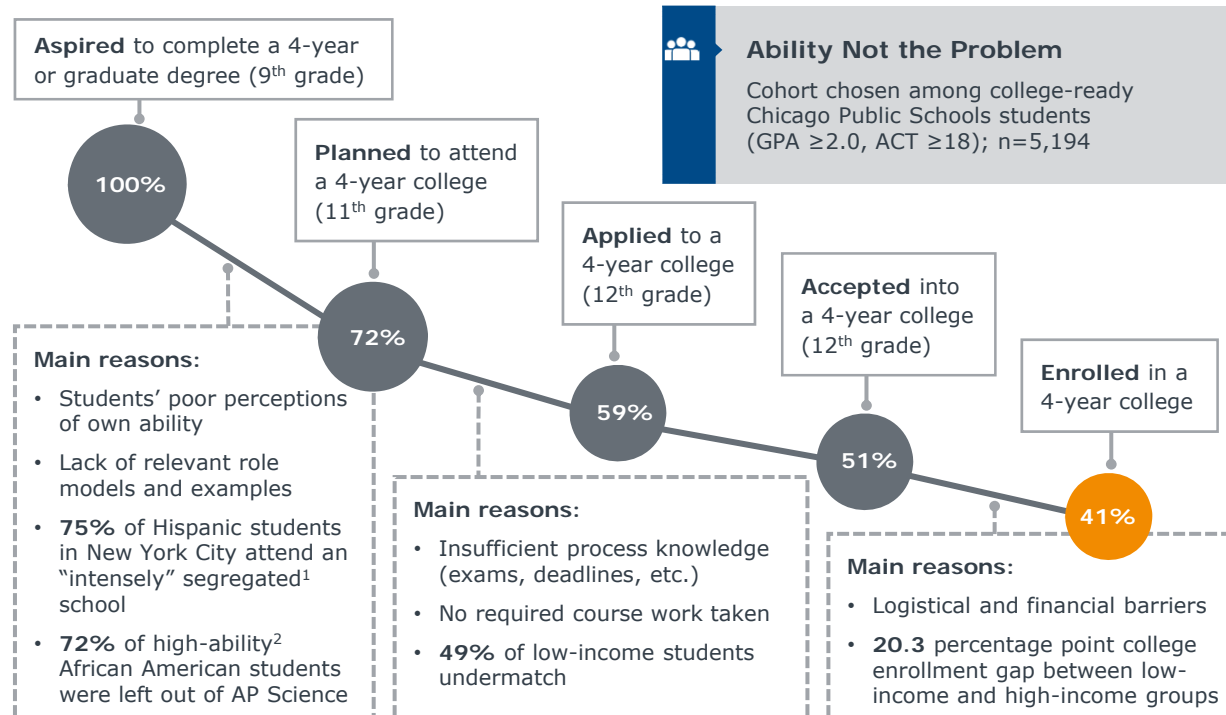 Aspired to complete a 4-year
or graduate degree (9th grade)
Ability Not the Problem
Cohort chosen among college-ready
Chicago Public Schools students
(GPA ≥2.0, ACT ≥18); n=5,194
100%
Planned to attend
a 4-year college
(11th grade)
72%
Applied to a
4-year college
(12th grade)
59%
Accepted into
a 4-year college
(12th grade)
51%
Enrolled in a
4-year college
41%
Main reasons:
• Students’ poor perceptions
of own ability
• Lack of relevant role
models and examples
• 75% of Hispanic students
in New York City attend an
“intensely” segregated¹
school
• 72% of high-ability²
African American students
were left out of AP Science
Main reasons:
• Insufficient process knowledge
(exams, deadlines, etc.)
• No required course work taken
• 49% of low-income students
undermatch
Main reasons:
• Logistical and financial barriers
• 20.3 percentage point college
enrollment gap between low-
income and high-income groups